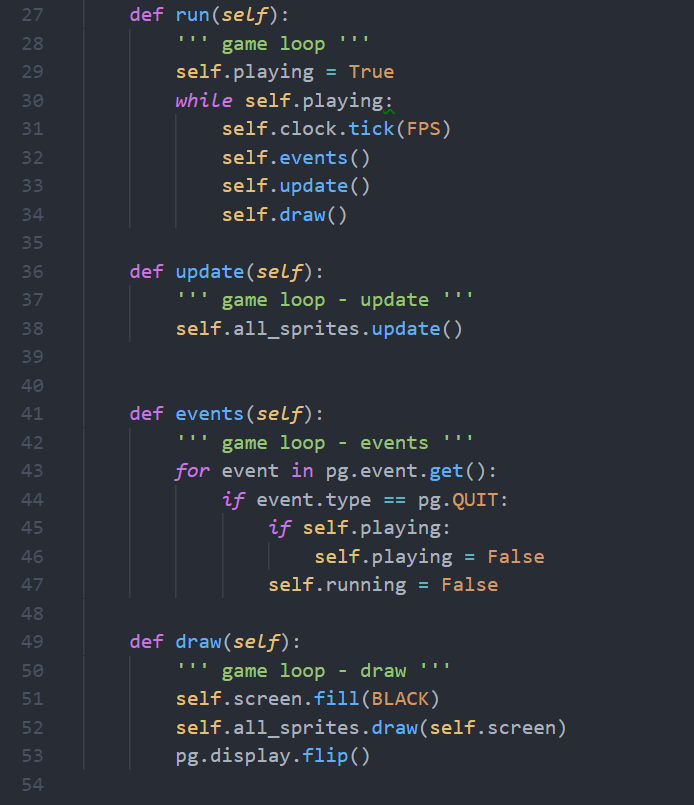 27 def run(self):
28 ''' game loop '''
29 self.playing = True
30 while self.playing:
31 self.clock.tick(FPS)
32 self.events()
33 self.update()
34 self.draw()
35
36 def update(self):
37 ''' game loop - update '''
38 self.all_sprites.update()
39
40
41 def events(self):
42 ''' game loop - events '''
43 for event in pg.event.get():
44 if event.type == pg.QUIT:
45 if self.playing:
46 self.playing = False
47 self.running = False
48
49 def draw(self):
50 ''' game loop - draw '''
51 self.screen.fill(BLACK)
52 self.all_sprites.draw(self.screen)
53 pg.display.flip()
54